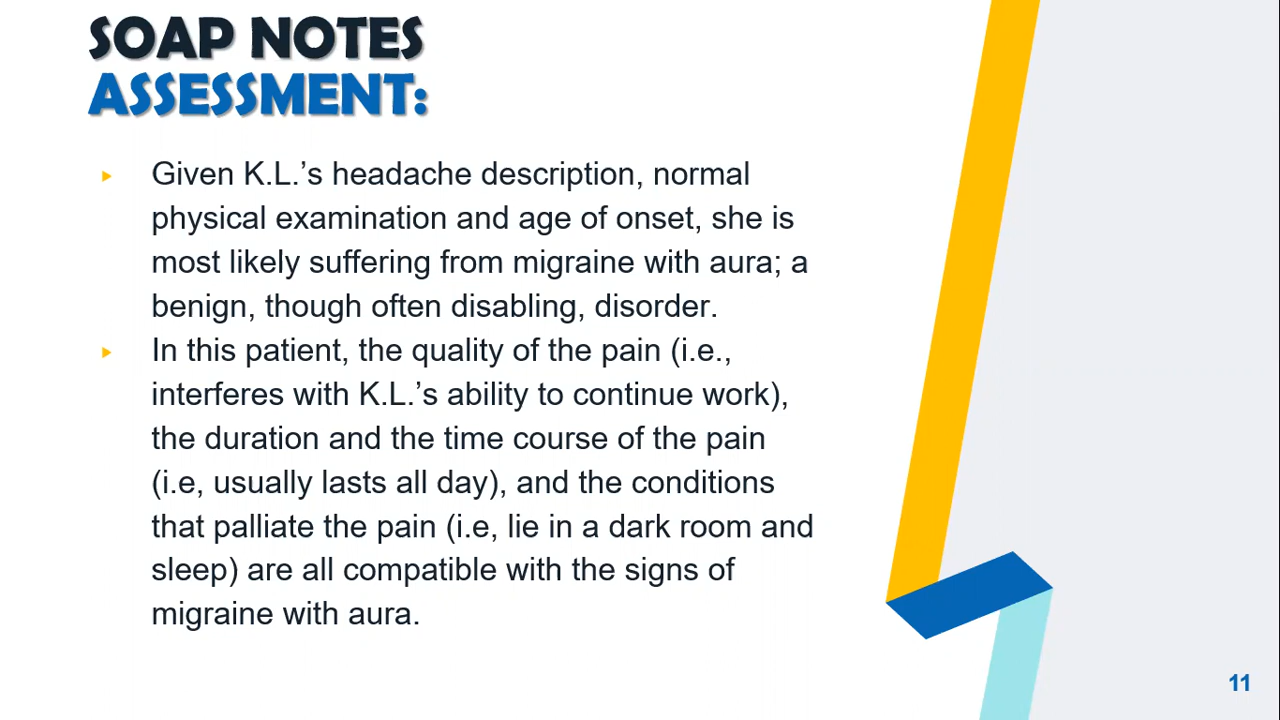 SOAP NOTES
ASSESSMENT:
Given K.L.’s headache description, normal
physical examination and age of onset, she is
most likely suffering from migraine with aura; a
benign, though often disabling, disorder.
In this patient, the quality of the pain (i.e.,
interferes with K.L.’s ability to continue work),
the duration and the time course of the pain
(i.e, usually lasts all day), and the conditions
that palliate the pain (i.e, lie in a dark room and
sleep) are all compatible with the signs of
migraine with aura.
11